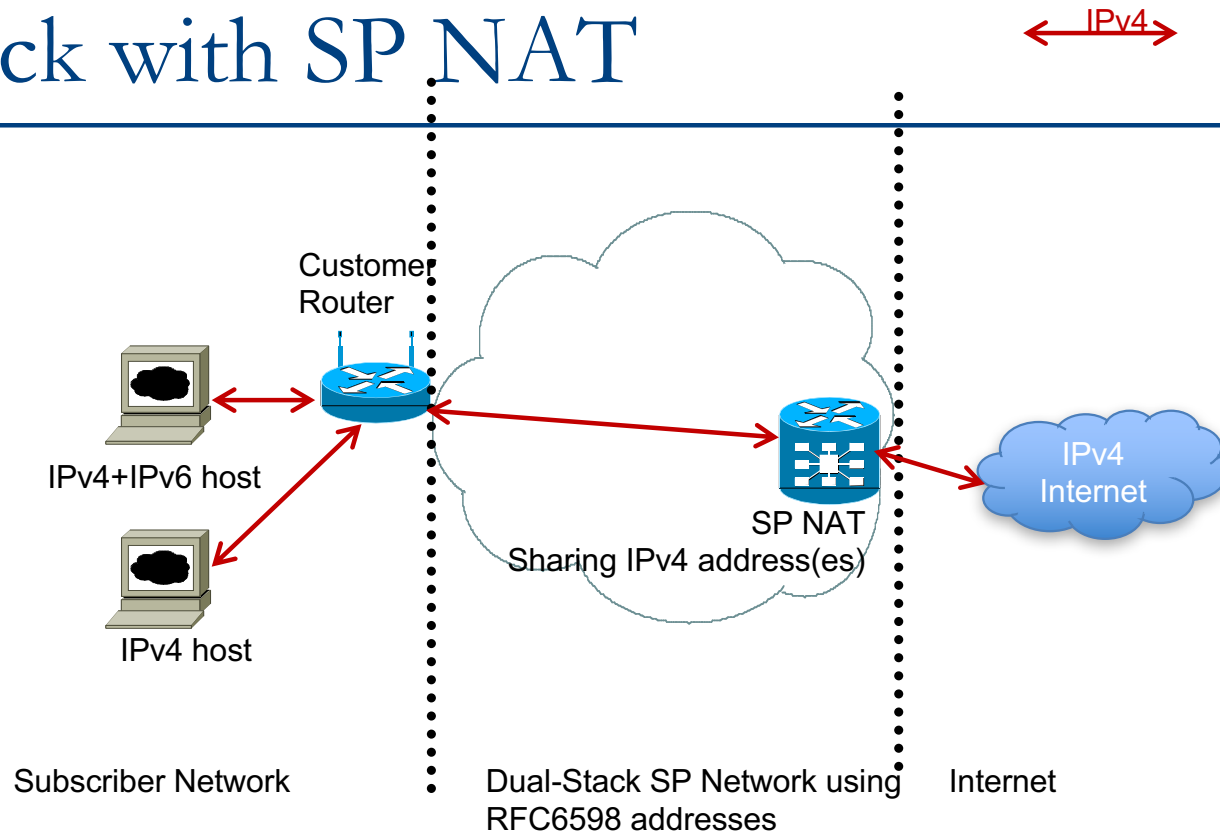 ck with SP NAT
IPv4
Customer
Router
IPv4+IPv6 host
IPv4 host
SP NAT
Sharing IPv4 address(es)
IPv4
Internet
Subscriber Network
Dual-Stack SP Network using
RFC6598 addresses
Internet